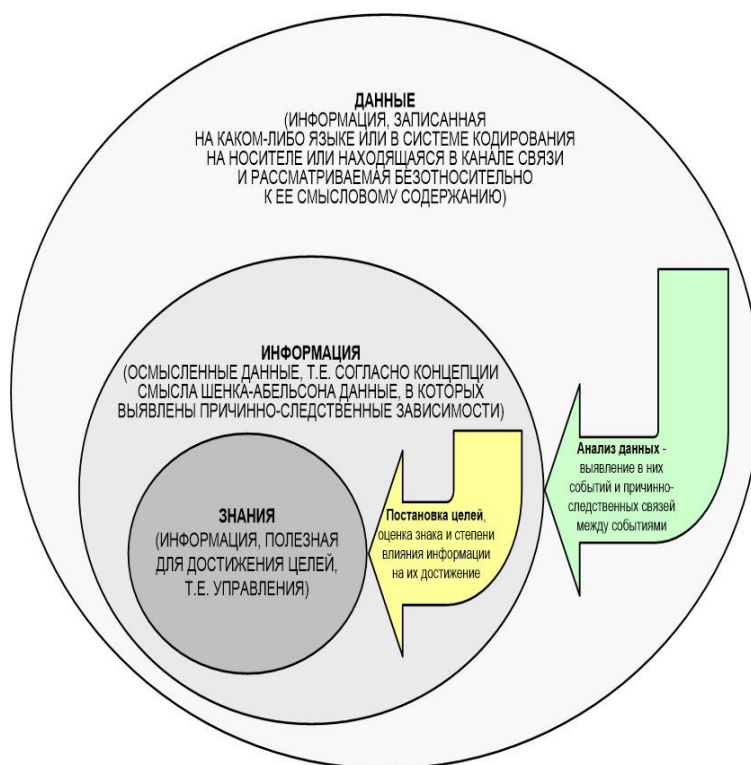 ДАННЫЕ
(ИНФОРМАЦИЯ, ЗАПИСАННАЯ
НА КАКОМ-ЛИБО ЯЗЫКЕ ИЛИ В СИСТЕМЕ КОДИРОВАНИЯ
НА НОСИТЕЛЕ ИЛИ НАХОДЯЩАЯСЯ В КАНАЛЕ СВЯЗИ
И РАССМАТРИВАЕМАЯ БЕЗОТНОСИТЕЛЬНО
К ЕЕ СМЫСЛОВОМУ СОДЕРЖАНИЮ)
ИНФОРМАЦИЯ
(ОСМЫСЛЕННЫЕ ДАННЫЕ, Т.Е. СОГЛАСНО КОНЦЕПЦИИ
СМЫСЛА ШЕНКА-АБЕЛЬСОНА ДАННЫЕ, В КОТОРЫХ
ВЫЯВЛЕНЫ ПРИЧИННО-СЛЕДСТВЕННЫЕ ЗАВИСИМОСТИ)
Анализ данных -
выявление в них
событий и причинно-
следственных связей
между событиями
ЗНАНИЯ
(ИНФОРМАЦИЯ, ПОЛЕЗНАЯ
ДЛЯ ДОСТИЖЕНИЯ ЦЕЛЕЙ,
Т.Е. УПРАВЛЕНИЯ)
Постановка целей,
оценка знака и степени
влияния информации
на их достижение